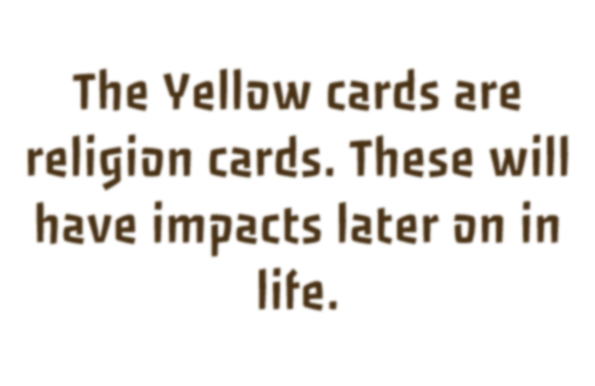 The Yellow cards are
religion cards. These will
have impacts later on in
life.